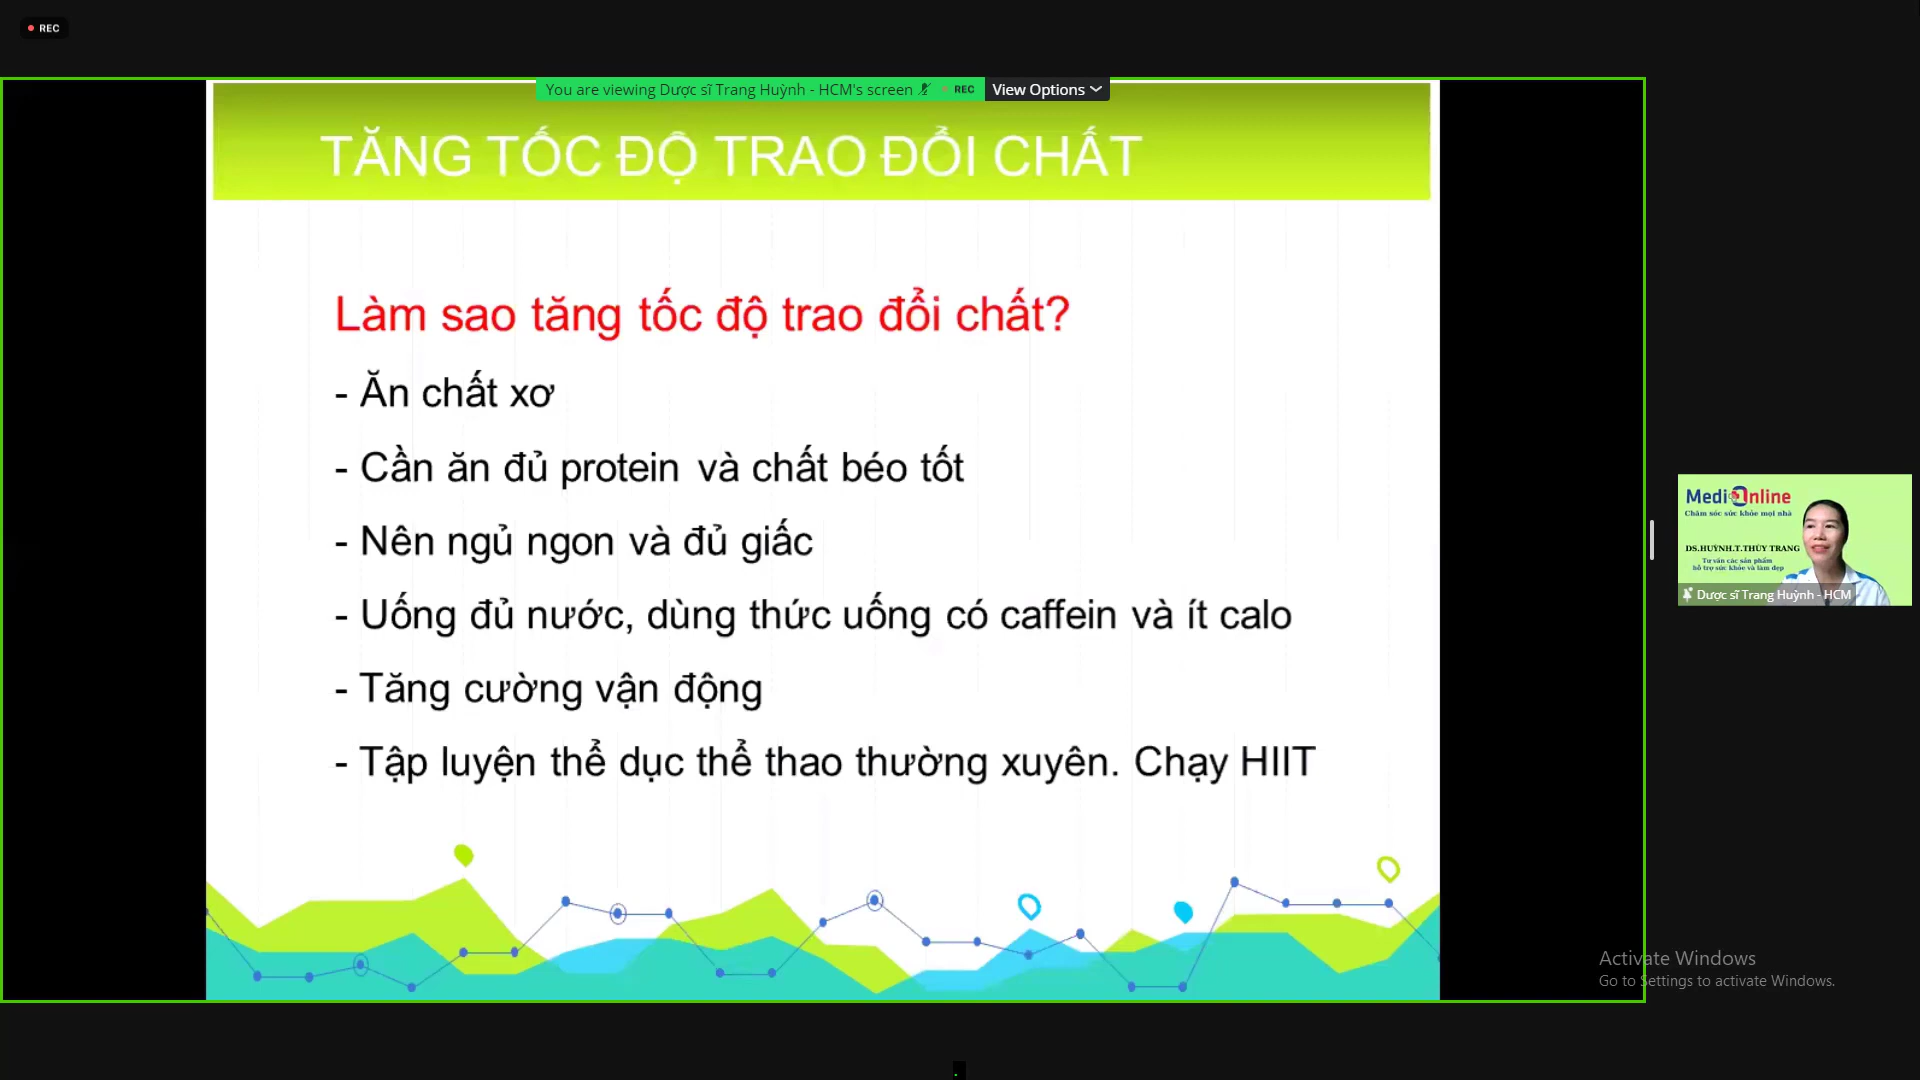 REC
You are viewing Dược sĩ Trang Huỳnh - HCM's screen REC View Options
TĂNG TỐC ĐỘ TRAO ĐỔI CHẤT
Làm sao tăng tốc độ trao đổi chất?
- Ăn chất xơ
- Cần ăn đủ protein và chất béo tốt
- Nên ngủ ngon và đủ giấc
- Uống đủ nước, dùng thức uống có caffein và ít calo
- Tăng cường vận động
- Tập luyện thể dục thể thao thường xuyên. Chạy HIIT
Medi Online
Chăm sóc sức khỏe mọi nhà
DS.HUỲNH.T.THÙY TRANG
Tư vấn các sản phẩm
hỗ trợ sức khỏe và làm đẹp
Dược sĩ Trang Huỳnh - HCM
Activate Windows
Go to Settings to activate Windows.